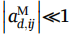 |a^M_{d,ij}| ≪ 1